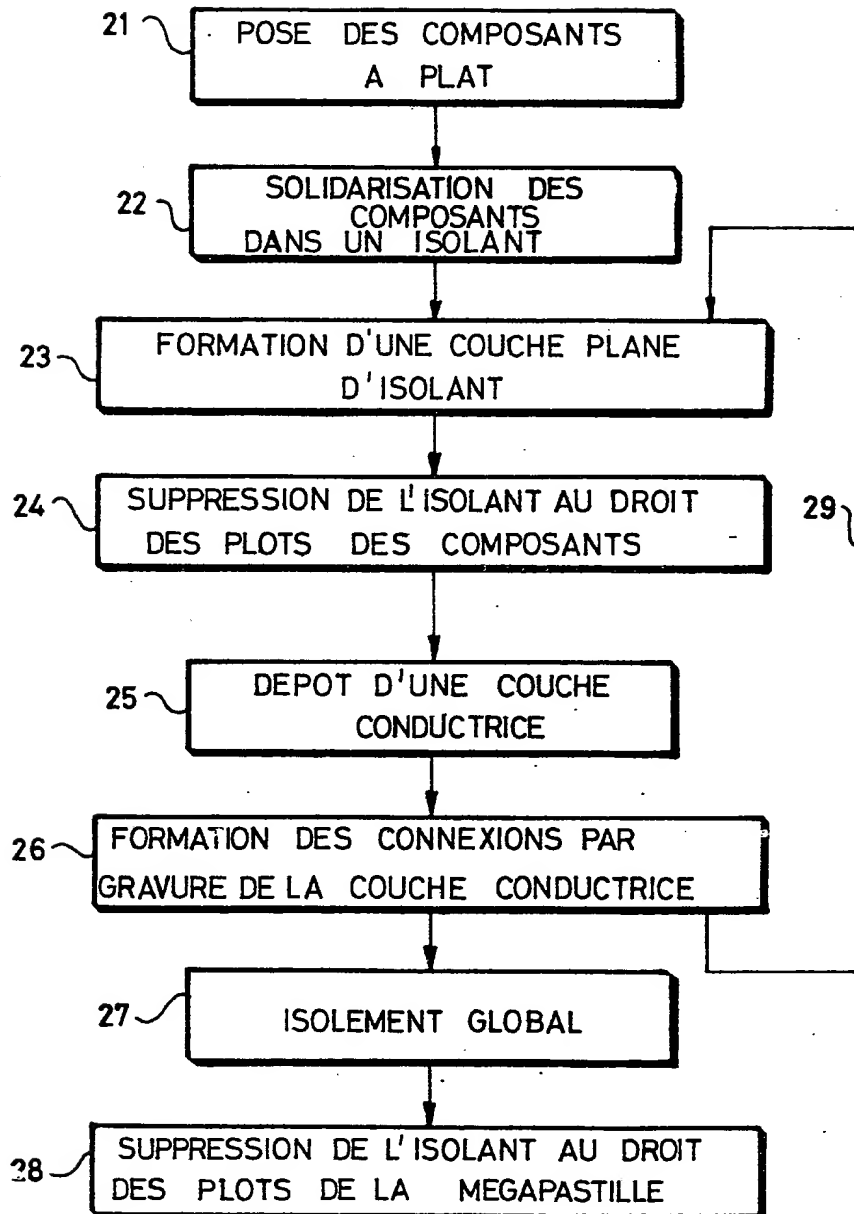 21
POSE DES COMPOSANTS
A PLAT
22
SOLIDARISATION DES
COMPOSANTS
DANS UN ISOLANT
23
FORMATION D'UNE COUCHE PLANE
D'ISOLANT
24
SUPPRESSION DE L'ISOLANT AU DROIT
DES PLOTS DES COMPOSANTS
29
25
DEPOT D'UNE COUCHE
CONDUCTRICE
26
FORMATION DES CONNEXIONS PAR
GRAVURE DE LA COUCHE CONDUCTRICE
27
ISOLEMENT GLOBAL
28
SUPPRESSION DE L'ISOLANT AU DROIT
DES PLOTS DE LA MEGAPASTILLE